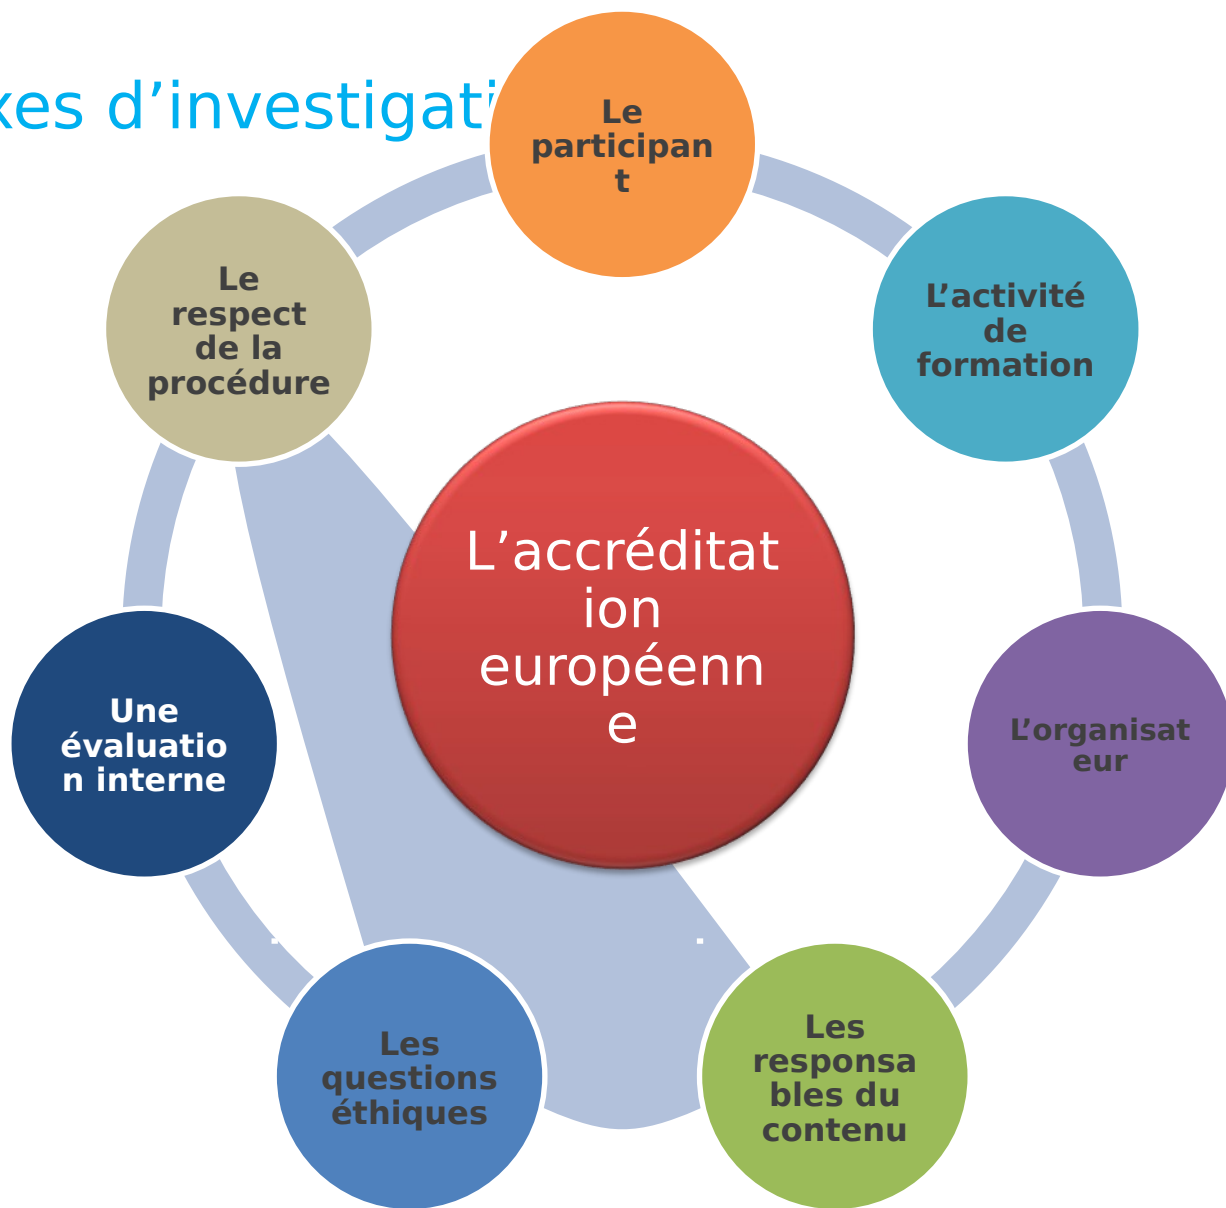 xes d’investigati
Le
participan
t
L’activité
de
formation
L’organisat
eur
Les
responsa
bles du
contenu
Les
questions
éthiques
Une
évaluatio
n interne
Le
respect
de la
procédure
L’accréditat
ion
européenn
e
.
.